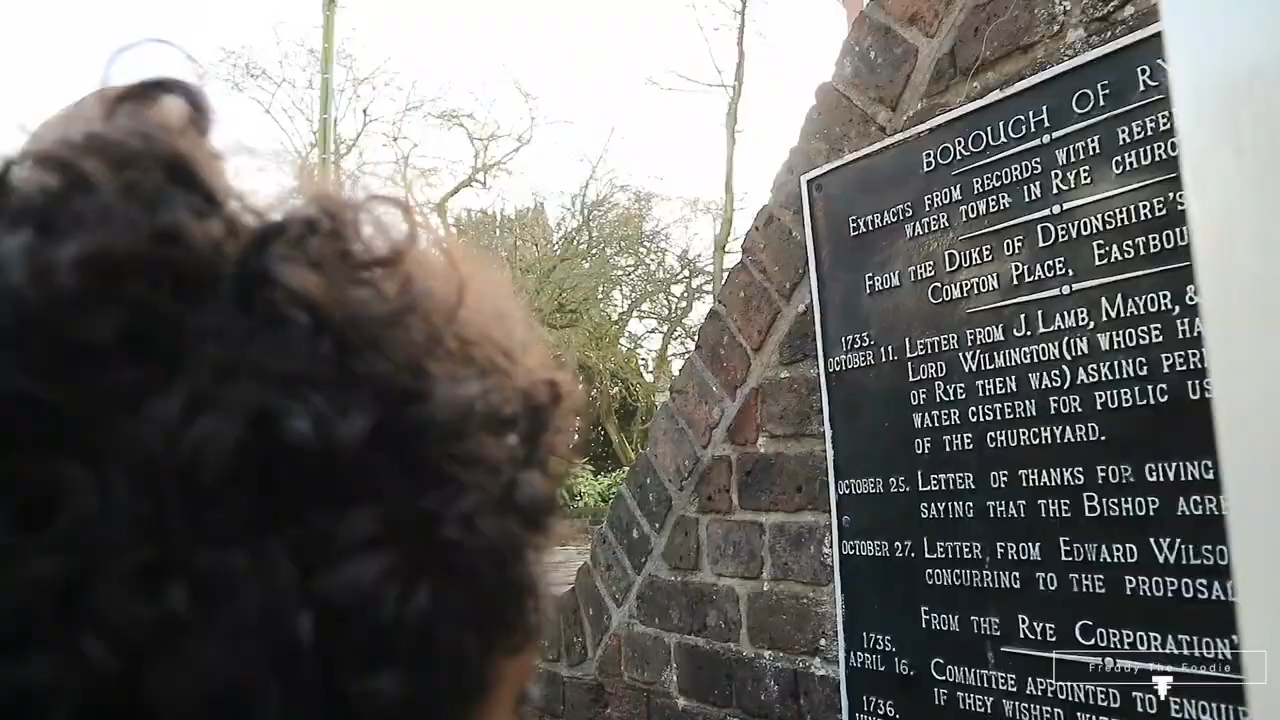 BOROUGH OF RY
EXTRACTS FROM RECORDS WITH REFE
WATER TOWER IN RYE CHURC
FROM THE DUKE OF DEVONSHIRE'S
COMPTON PLACE, EASTBOU
1733.
OCTOBER 11. LETTER FROM J. LAMB, MAYOR, &
LORD WILMINGTON (IN WHOSE HA
OF RYE THEN WAS) ASKING PER
WATER CISTERN FOR PUBLIC US
OF THE CHURCHYARD.
OCTOBER 25. LETTER OF THANKS FOR GIVING
SAYING THAT THE BISHOP AGRE
OCTOBER 27. LETTER FROM EDWARD WILSO
CONCURRING TO THE PROPOSAL
FROM THE RYE CORPORATION'
1735.
APRIL 16. COMMITTEE APPOINTED TO ENQUIR
IF THEY WISHED
1736.
Freddy The Foodie